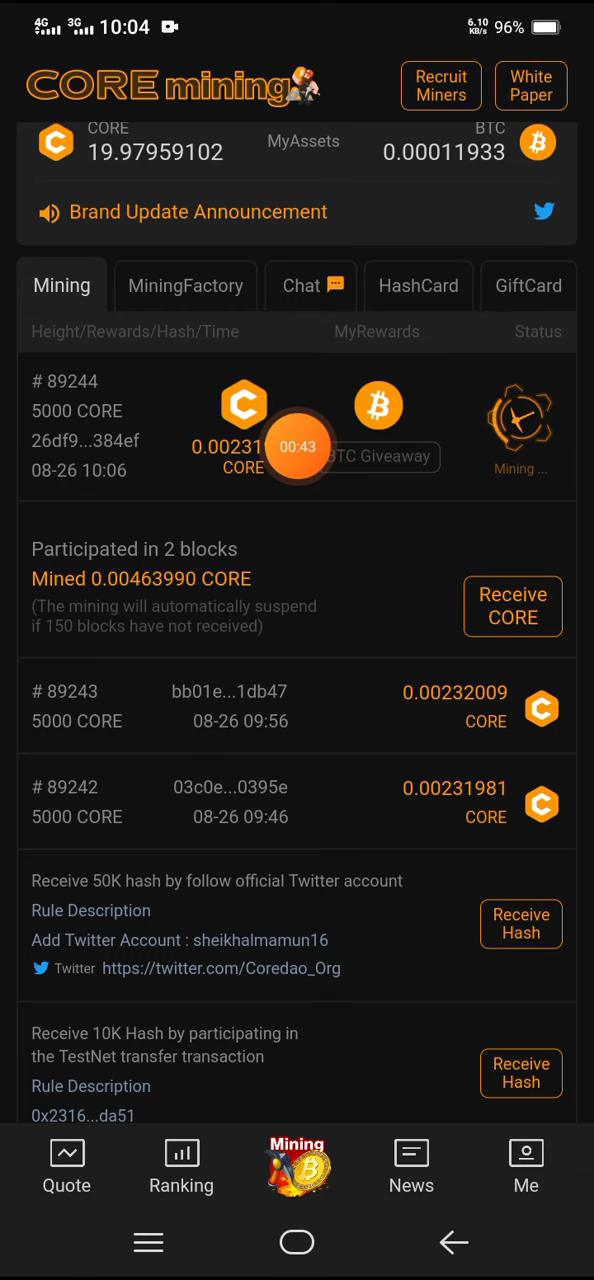 4G 3G 10:04 6.10 KB/s 96%
CORE mining
Recruit Miners
White Paper
CORE
19.97959102
MyAssets
BTC
0.00011933
Brand Update Announcement
Mining
MiningFactory
Chat
HashCard
GiftCard
Height/Rewards/Hash/Time MyRewards Status
# 89244
5000 CORE
26df9...384ef
08-26 10:06
0.00231
CORE
00:43
BTC Giveaway
Mining ...
Participated in 2 blocks
Mined 0.00463990 CORE
(The mining will automatically suspend
if 150 blocks have not received)
Receive
CORE
# 89243 bb01e...1db47 0.00232009
5000 CORE 08-26 09:56 CORE
# 89242 03c0e...0395e 0.00231981
5000 CORE 08-26 09:46 CORE
Receive 50K hash by follow official Twitter account
Rule Description
Add Twitter Account : sheikhalmamun16
Twitter https://twitter.com/Coredao_Org
Receive
Hash
Receive 10K Hash by participating in
the TestNet transfer transaction
Rule Description
0x2316...da51
Receive
Hash
Mining
Quote
Ranking
News
Me